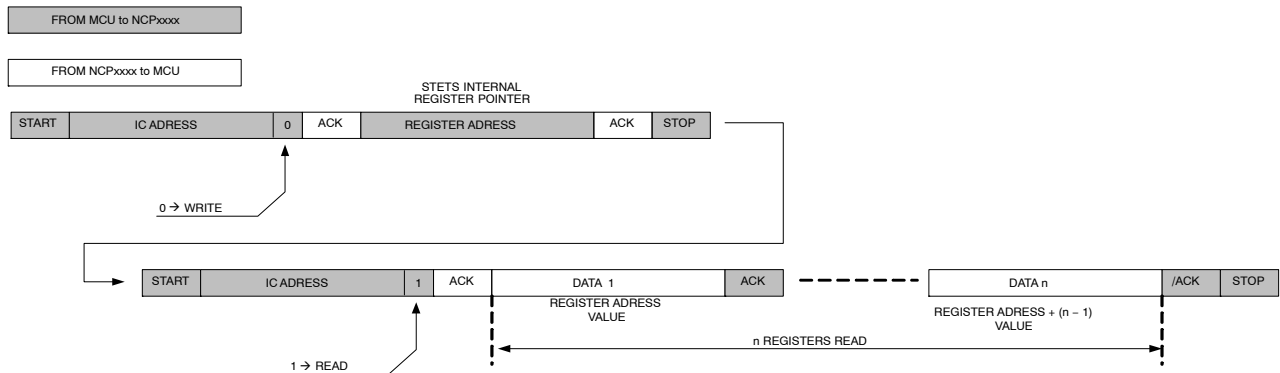 FROM MCU to NCPxxxx
FROM NCPxxxx to MCU
STETS INTERNAL
REGISTER POINTER
START IC ADRESS 0 ACK REGISTER ADRESS ACK STOP
0 → WRITE
START IC ADRESS 1 ACK DATA 1 ACK DATA n /ACK STOP
REGISTER ADRESS
VALUE
REGISTER ADRESS + (n − 1)
VALUE
n REGISTERS READ
1 → READ